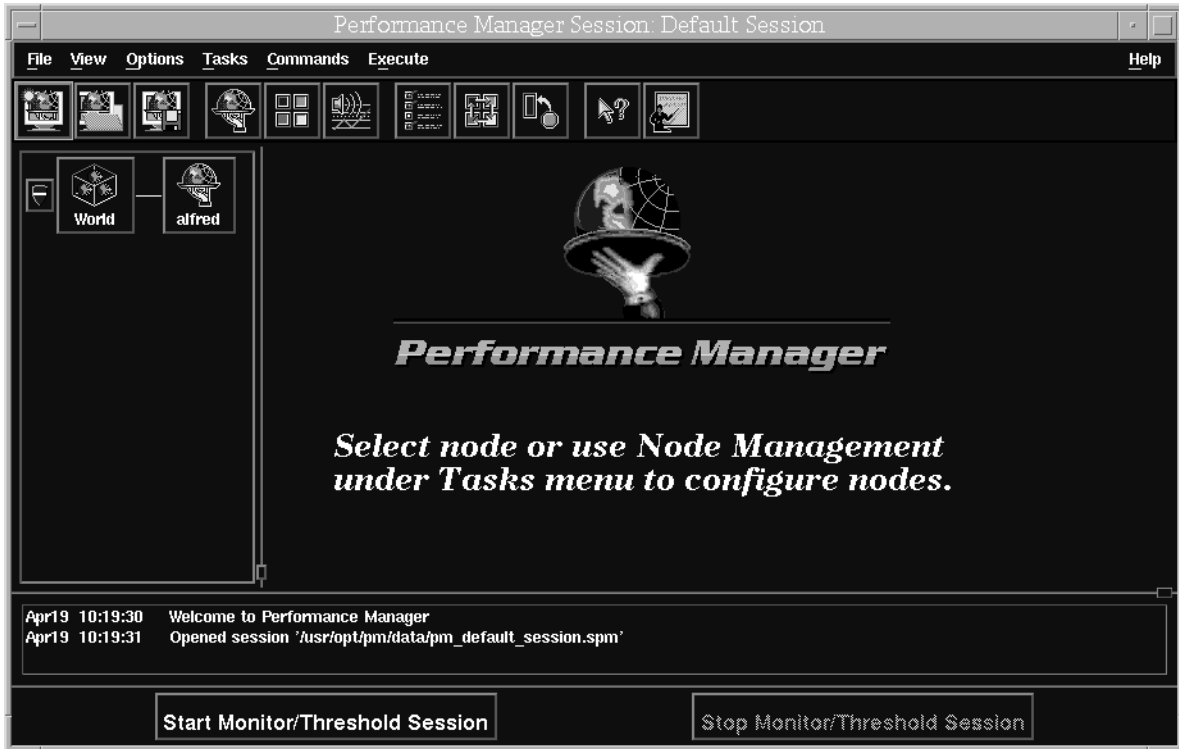 Performance Manager Session: Default Session
File View Options Tasks Commands Execute Help
World alfred
Performance Manager
Select node or use Node Management
under Tasks menu to configure nodes.
Apr19 10:19:30 Welcome to Performance Manager
Apr19 10:19:31 Opened session '/usr/opt/pm/data/pm_default_session.spm'
Start Monitor/Threshold Session Stop Monitor/Threshold Session